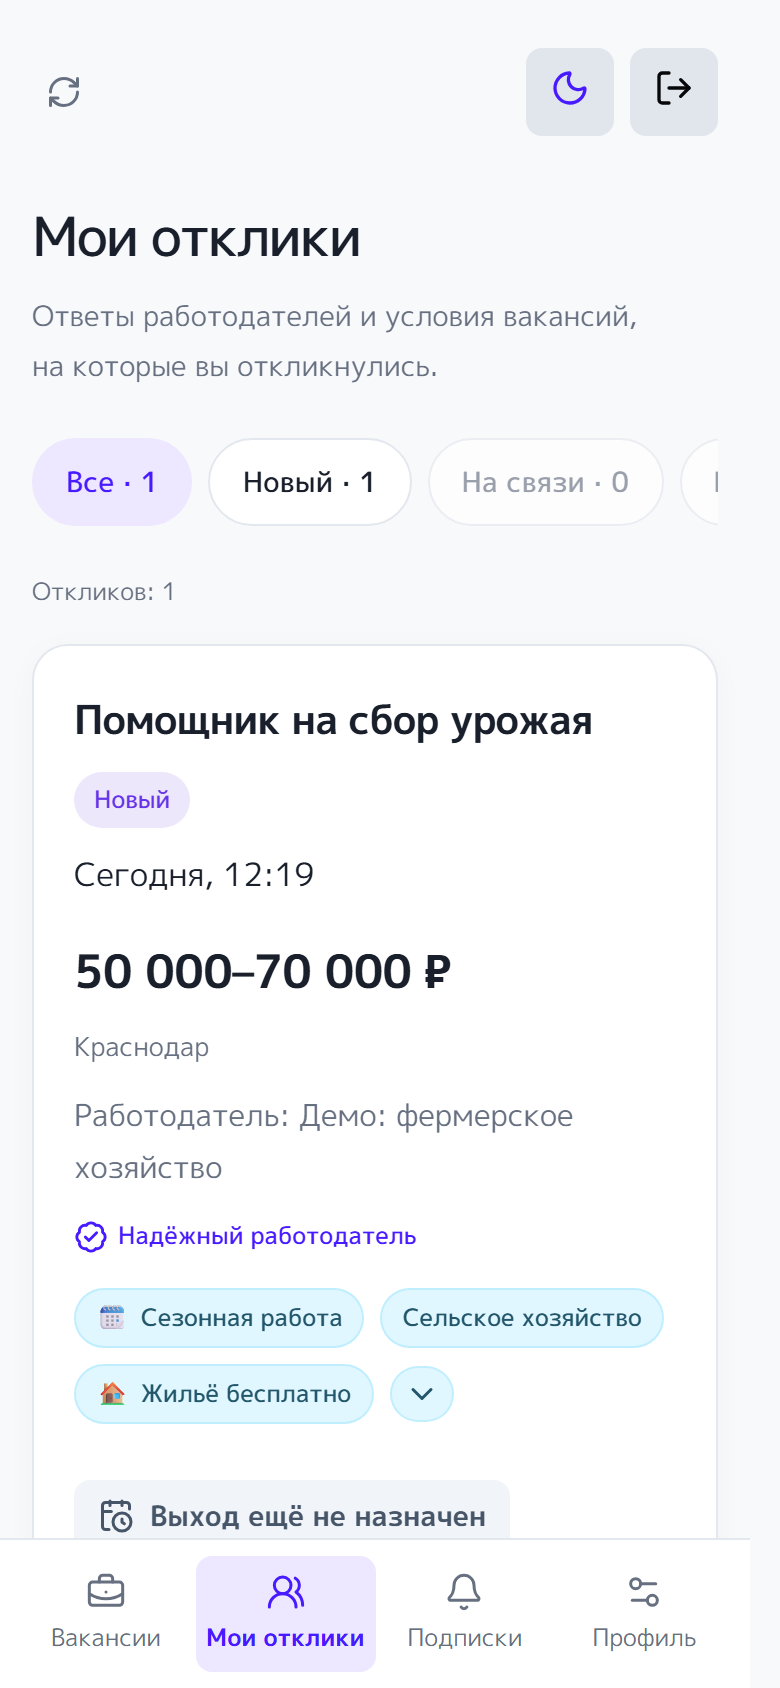 Мои отклики
Ответы работодателей и условия вакансий,
на которые вы откликнулись.
Все · 1
Новый · 1
На связи · 0
Откликов: 1
Помощник на сбор урожая
Новый
Сегодня, 12:19
50 000–70 000 ₽
Краснодар
Работодатель: Демо: фермерское
хозяйство
Надёжный работодатель
Сезонная работа
Сельское хозяйство
Жильё бесплатно
Выход ещё не назначен
Вакансии
Мои отклики
Подписки
Профиль